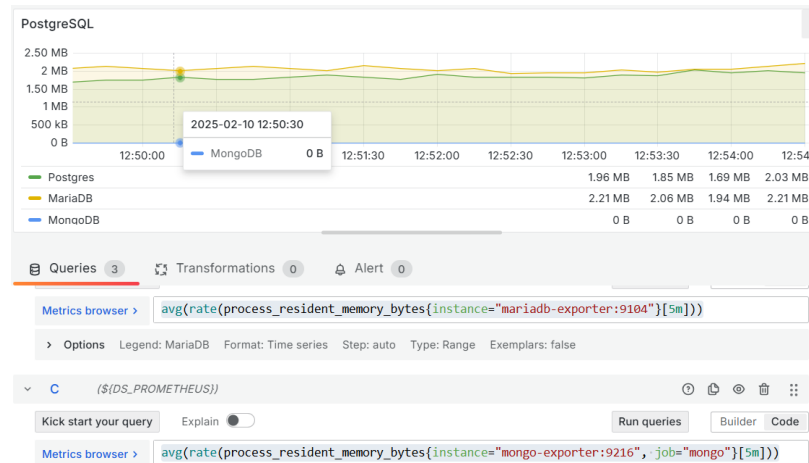 PostgreSQL
2.50 MB
2 MB
1.50 MB
1 MB
500 kB
0 B
2025-02-10 12:50:30
MongoDB 0 B
12:50:00 12:51:30 12:52:00 12:52:30 12:53:00 12:53:30 12:54:00 12:54
Postgres 1.96 MB 1.85 MB 1.69 MB 2.03 MB
MariaDB 2.21 MB 2.06 MB 1.94 MB 2.21 MB
MongoDB 0 B 0 B 0 B 0 B
Queries 3 Transformations 0 Alert 0
Metrics browser > avg(rate(process_resident_memory_bytes{instance="mariadb-exporter:9104"}[5m]))
> Options Legend: MariaDB Format: Time series Step: auto Type: Range Exemplars: false
C (${DS_PROMETHEUS})
Kick start your query Explain Run queries Builder Code
Metrics browser > avg(rate(process_resident_memory_bytes{instance="mongo-exporter:9216", job="mongo"}[5m]))